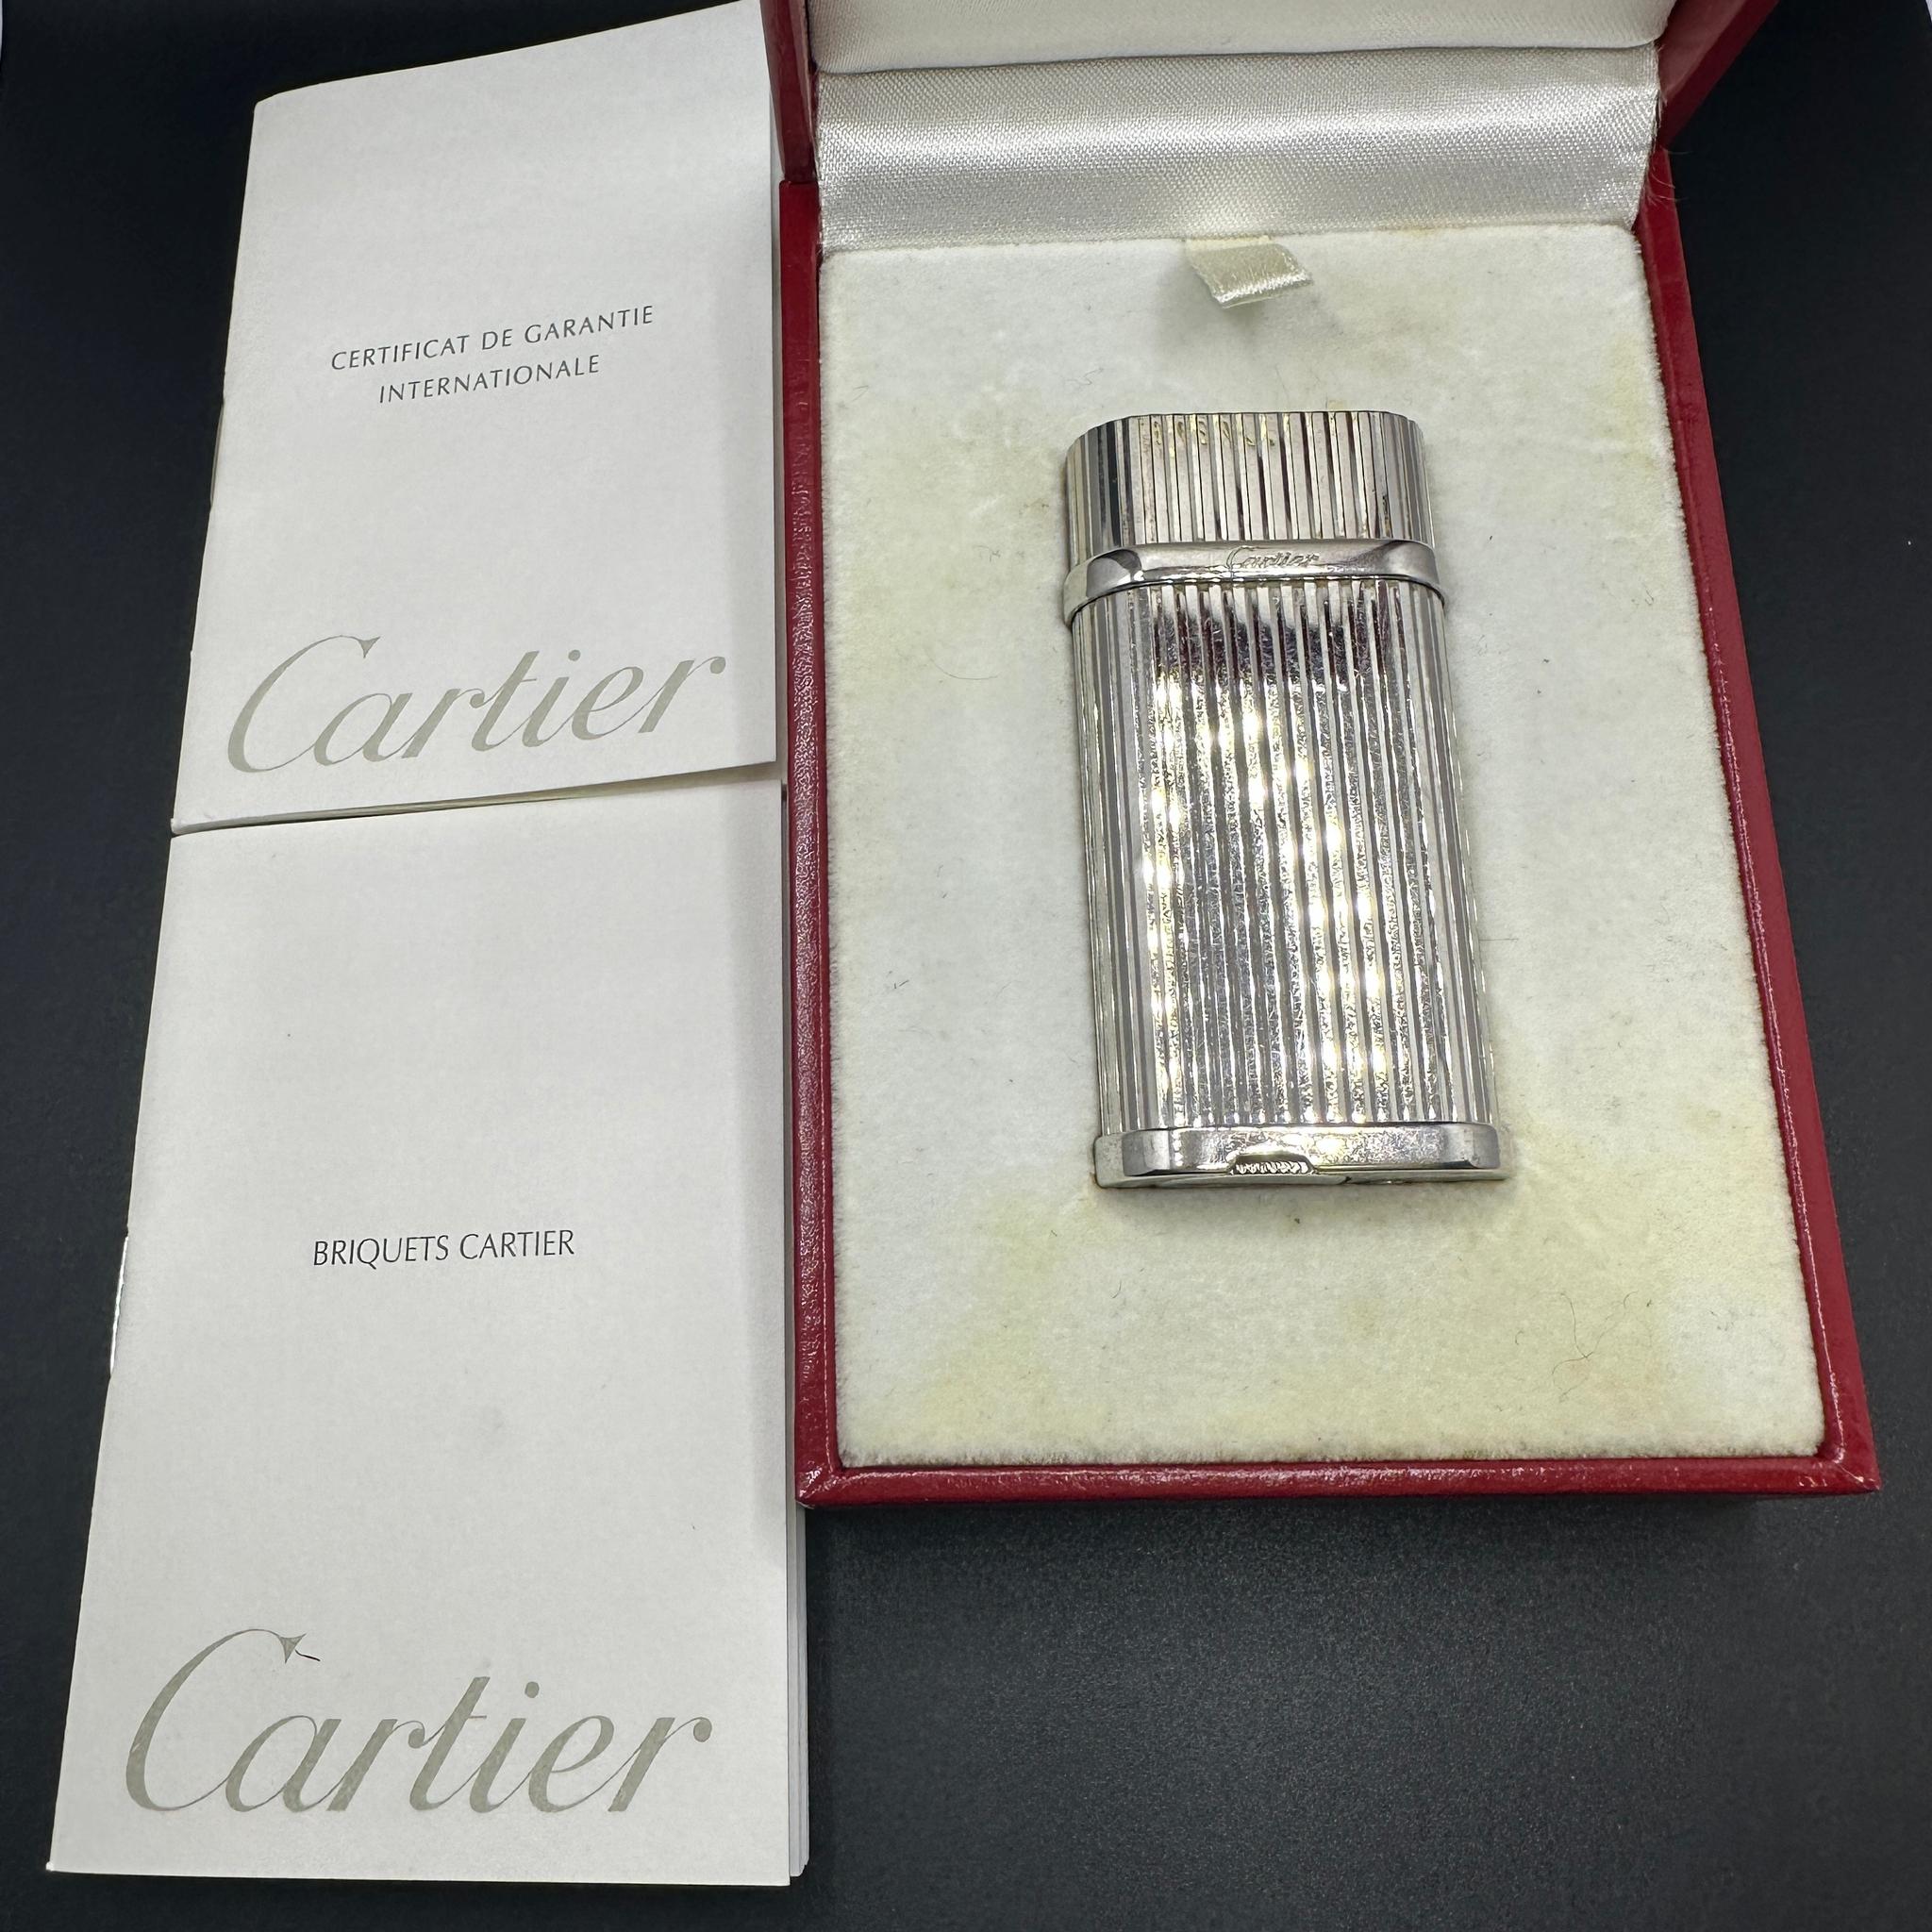 CERTIFICAT DE GARANTIE
INTERNATIONALE
Cartier
BRIQUETS CARTIER
Cartier
Cartier